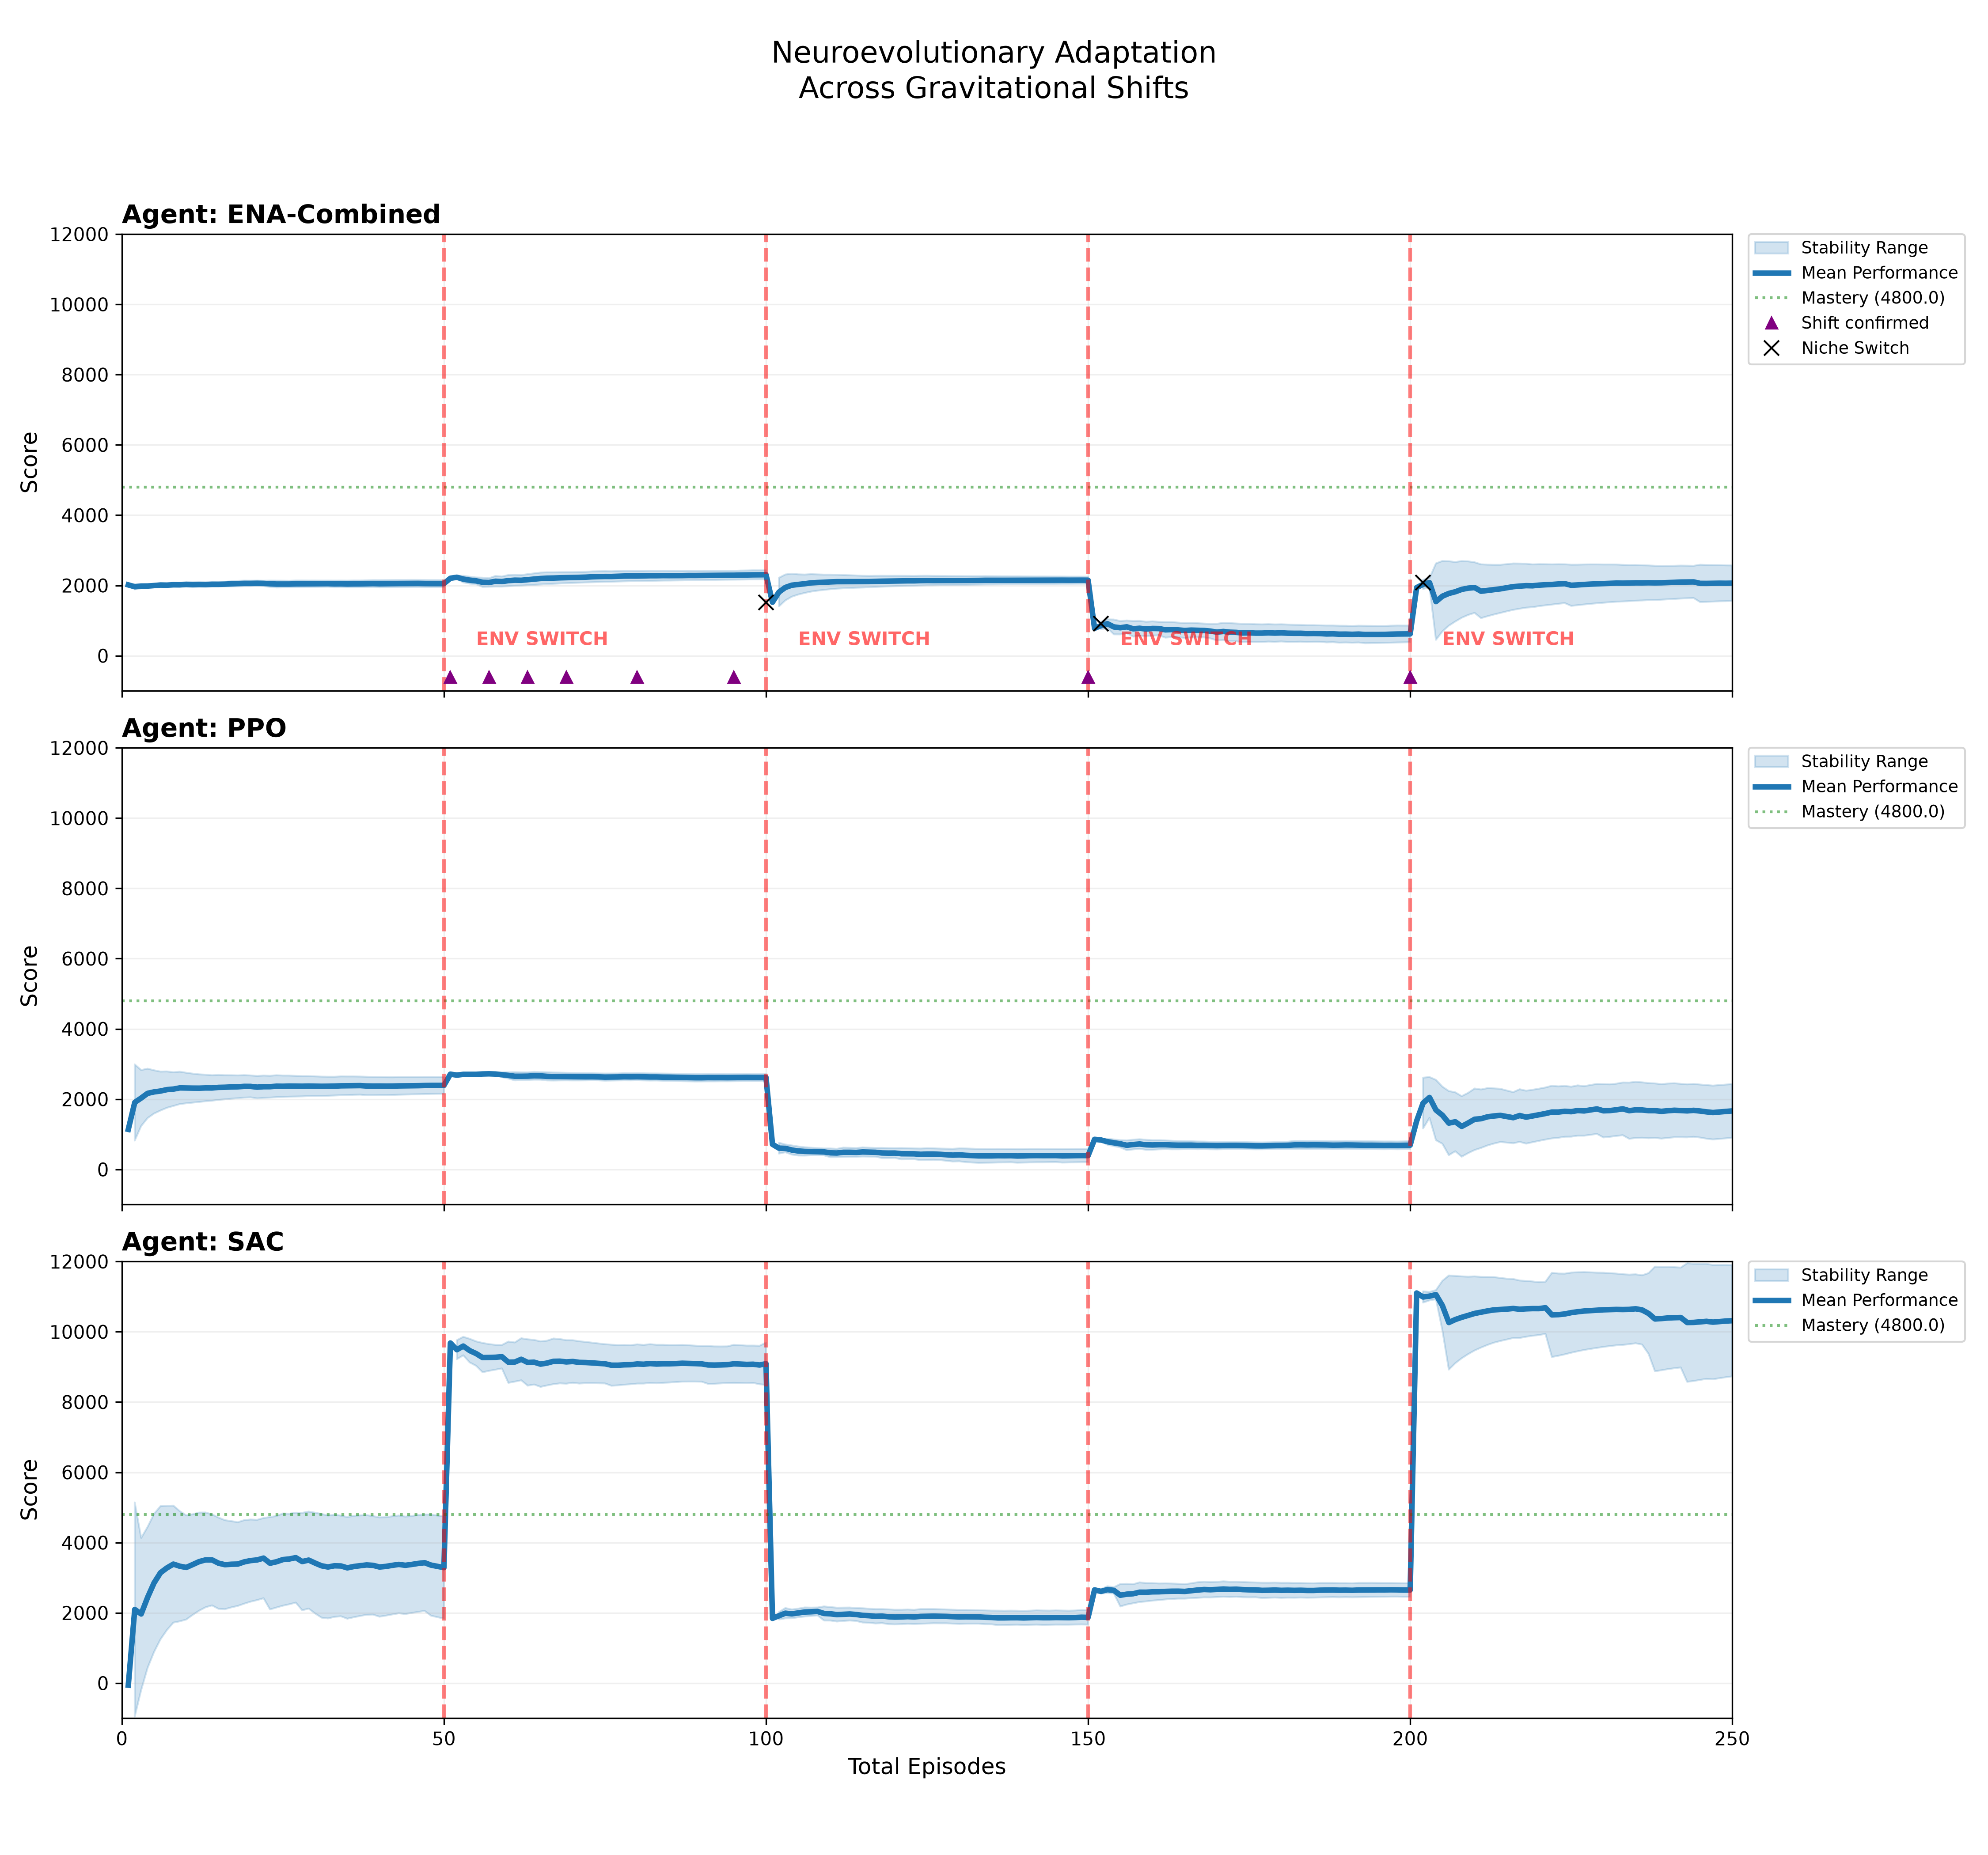 Neuroevolutionary Adaptation
Across Gravitational Shifts
Agent: ENA-Combined
12000
10000
8000
6000
4000
2000
0
Score
ENV SWITCH
ENV SWITCH
ENV SWITCH
ENV SWITCH
Stability Range
Mean Performance
Mastery (4800.0)
Shift confirmed
Niche Switch
Agent: PPO
12000
10000
8000
6000
4000
2000
0
Score
Stability Range
Mean Performance
Mastery (4800.0)
Agent: SAC
12000
10000
8000
6000
4000
2000
0
Score
Stability Range
Mean Performance
Mastery (4800.0)
0 50 100 150 200 250
Total Episodes